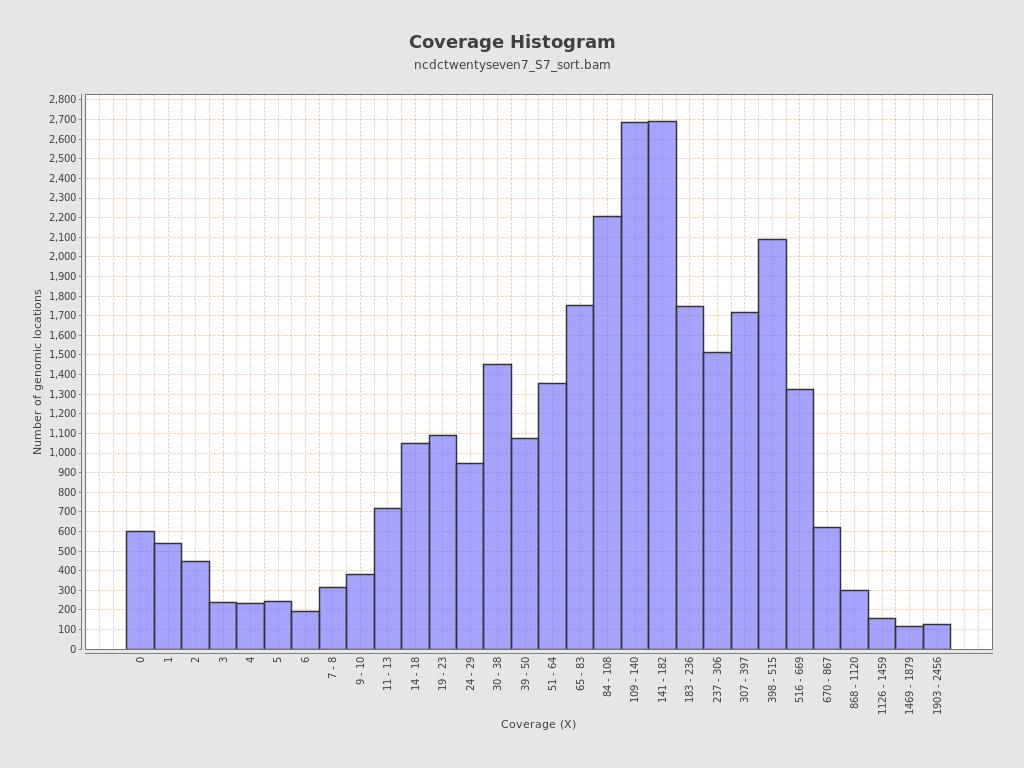 Coverage Histogram
ncdctwentyseven7_S7_sort.bam
Number of genomic locations
2,800
2,700
2,600
2,500
2,400
2,300
2,200
2,100
2,000
1,900
1,800
1,700
1,600
1,500
1,400
1,300
1,200
1,100
1,000
900
800
700
600
500
400
300
200
100
0
0
1
2
3
4
5
6
7 - 8
9 - 10
11 - 13
14 - 18
19 - 23
24 - 29
30 - 38
39 - 50
51 - 64
65 - 83
84 - 108
109 - 140
141 - 182
183 - 236
237 - 306
307 - 397
398 - 515
516 - 669
670 - 867
868 - 1120
1126 - 1459
1469 - 1879
1903 - 2456
Coverage (X)